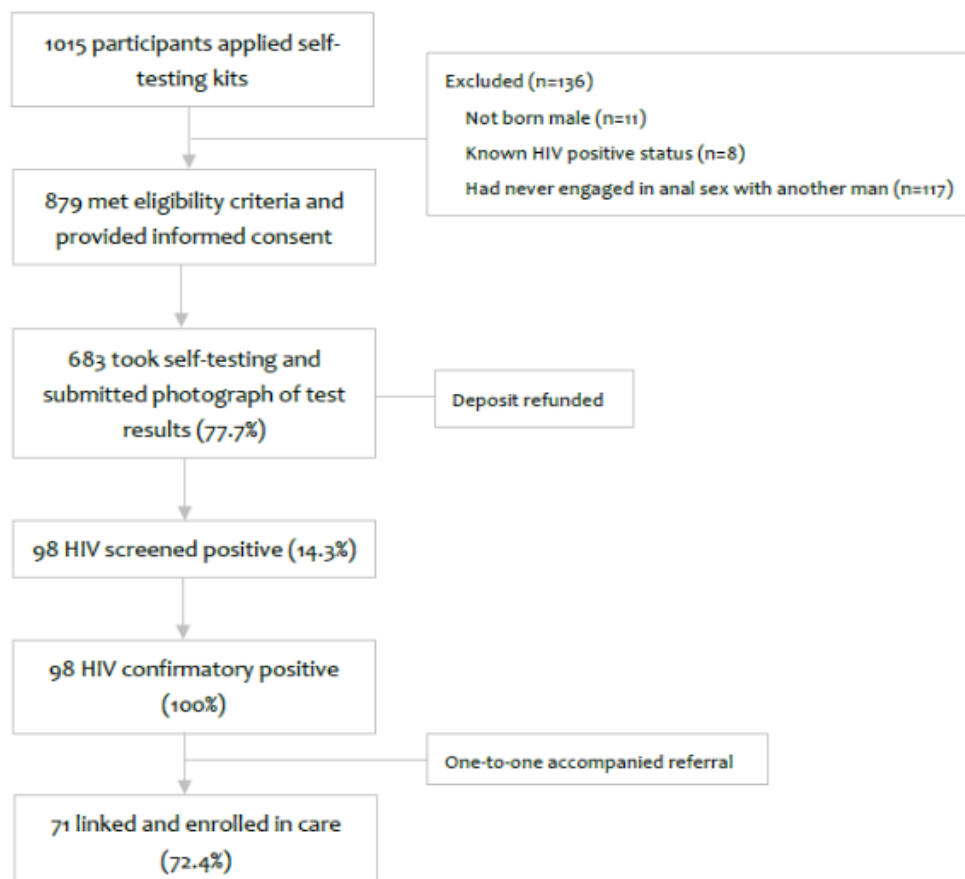 1015 participants applied self-
testing kits
Excluded (n=136)
Not born male (n=11)
Known HIV positive status (n=8)
Had never engaged in anal sex with another man (n=117)
879 met eligibility criteria and
provided informed consent
683 took self-testing and
submitted photograph of test
results (77.7%)
Deposit refunded
98 HIV screened positive (14.3%)
98 HIV confirmatory positive
(100%)
One-to-one accompanied referral
71 linked and enrolled in care
(72.4%)